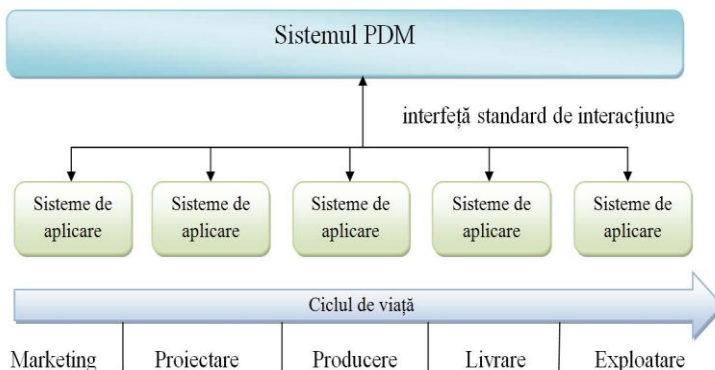 Sistemul PDM
interfeță standard de interacțiune
Sisteme de
aplicare
Sisteme de
aplicare
Sisteme de
aplicare
Sisteme de
aplicare
Sisteme de
aplicare
Ciclul de viață
Marketing Proiectare Producere Livrare Exploatare